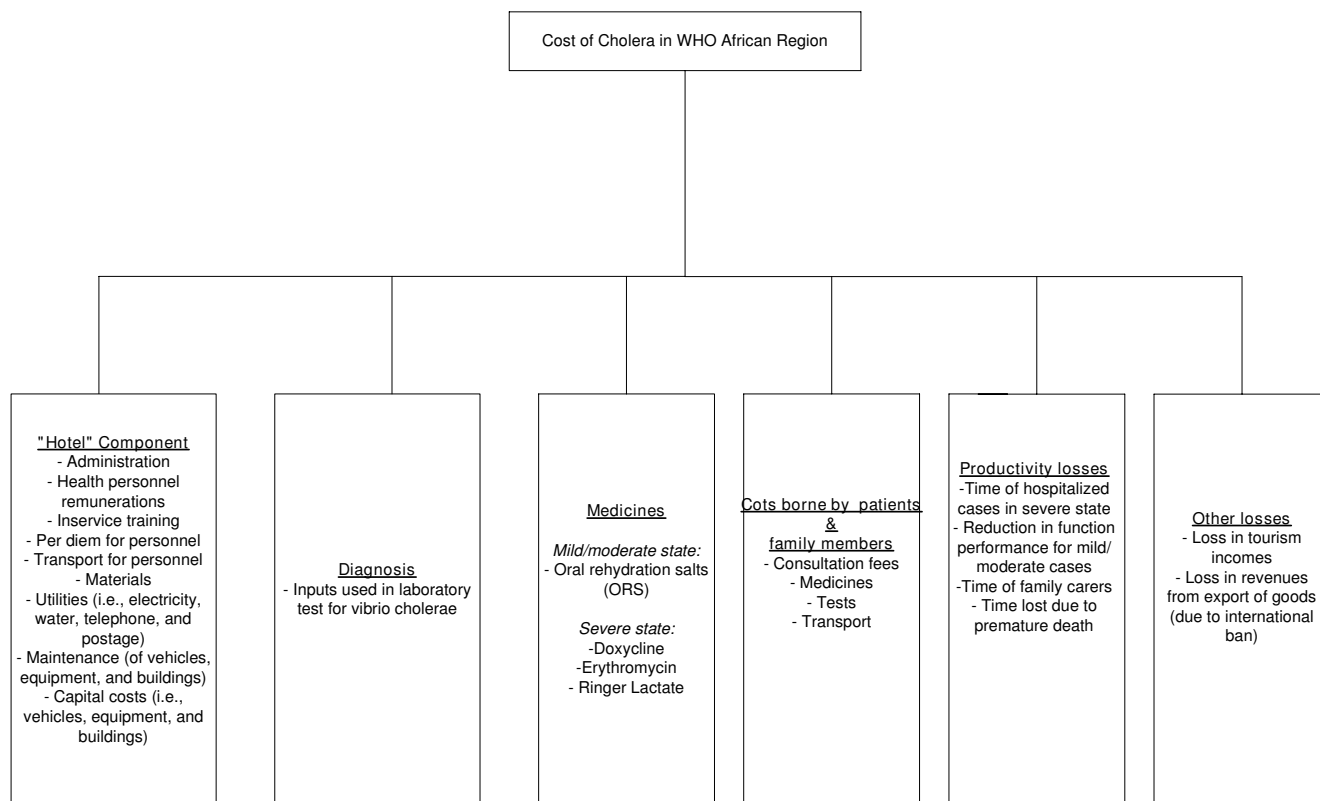 Cost of Cholera in WHO African Region
"Hotel" Component
- Administration
- Health personnel
remunerations
- Inservice training
- Per diem for personnel
- Transport for personnel
- Materials
- Utilities (i.e., electricity,
water, telephone, and
postage)
- Maintenance (of vehicles,
equipment, and buildings)
- Capital costs (i.e.,
vehicles, equipment, and
buildings)
Diagnosis
- Inputs used in laboratory
test for vibrio cholerae
Medicines
Mild/moderate state:
- Oral rehydration salts
(ORS)
Severe state:
- Doxycline
-Erythromycin
- Ringer Lactate
Cots borne by patients
&
family members
- Consultation fees
- Medicines
- Tests
- Transport
Productivity losses
-Time of hospitalized
cases in severe state
- Reduction in function
performance for mild/
moderate cases
-Time of family carers
- Time lost due to
premature death
Other losses
- Loss in tourism
incomes
- Loss in revenues
from export of goods
(due to international
ban)